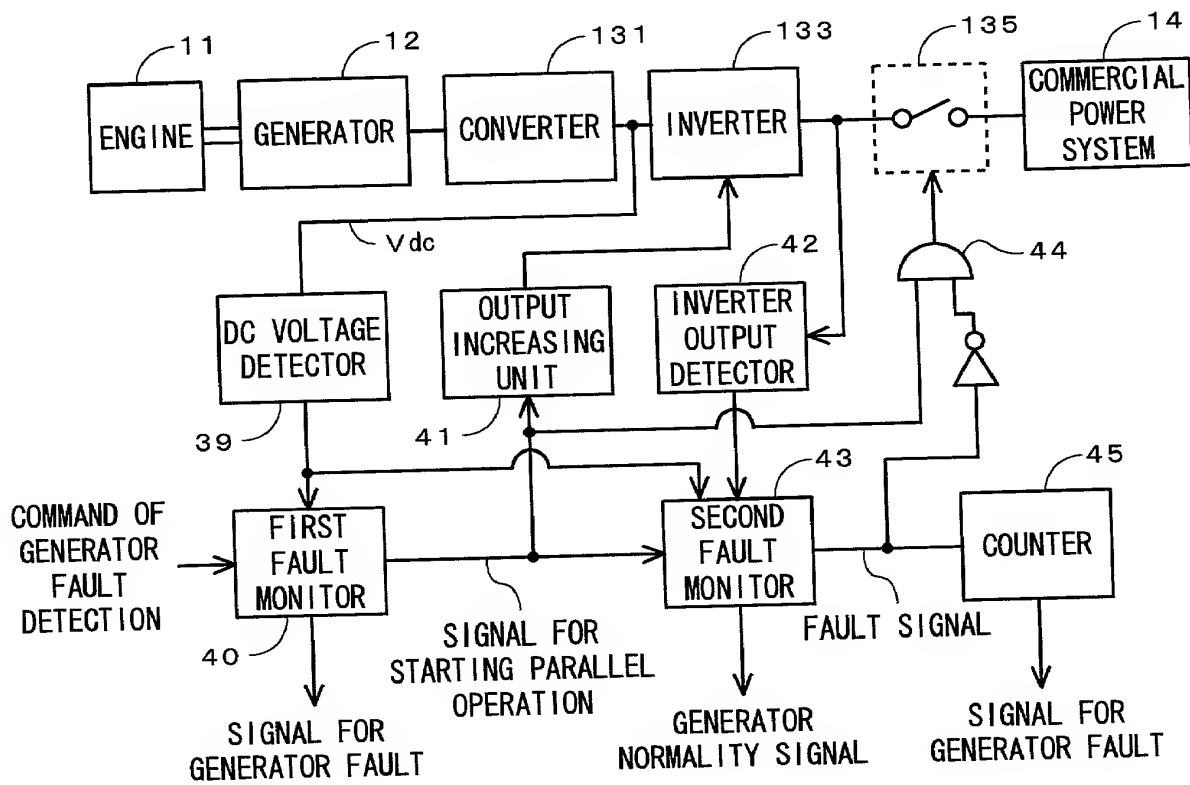 11
12
131
133
135
14
ENGINE
GENERATOR
CONVERTER
INVERTER
COMMERCIAL
POWER
SYSTEM
Vdc
42
44
DC VOLTAGE
DETECTOR
OUTPUT
INCREASING
UNIT
INVERTER
OUTPUT
DETECTOR
39
41
43
45
COMMAND OF
GENERATOR
FAULT
DETECTION
FIRST
FAULT
MONITOR
SECOND
FAULT
MONITOR
COUNTER
40
SIGNAL FOR
STARTING PARALLEL
OPERATION
FAULT SIGNAL
SIGNAL FOR
GENERATOR FAULT
GENERATOR
NORMALITY SIGNAL
SIGNAL FOR
GENERATOR FAULT